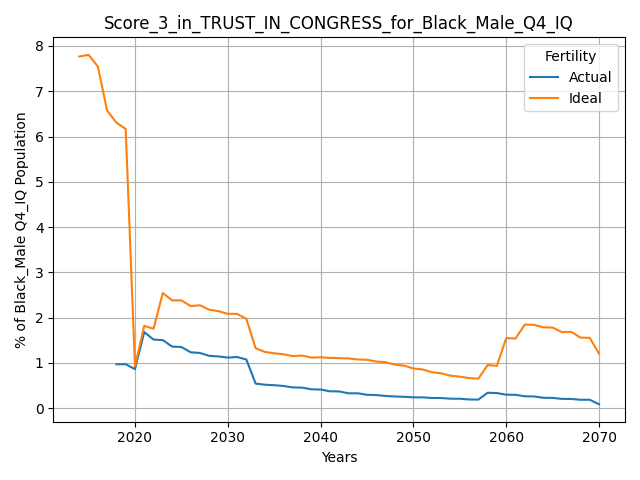 Score_3_in_TRUST_IN_CONGRESS_for_Black_Male_Q4_IQ
Fertility
Actual
Ideal
% of Black_Male Q4_IQ Population
8
7
6
5
4
3
2
1
0
2020 2030 2040 2050 2060 2070
Years